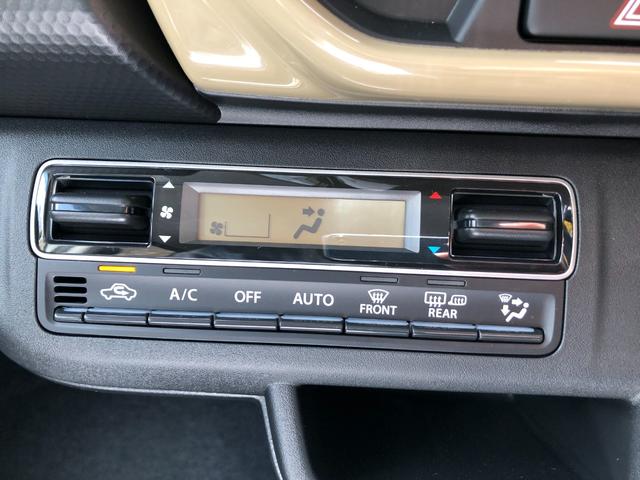 A/C OFF AUTO FRONT REAR